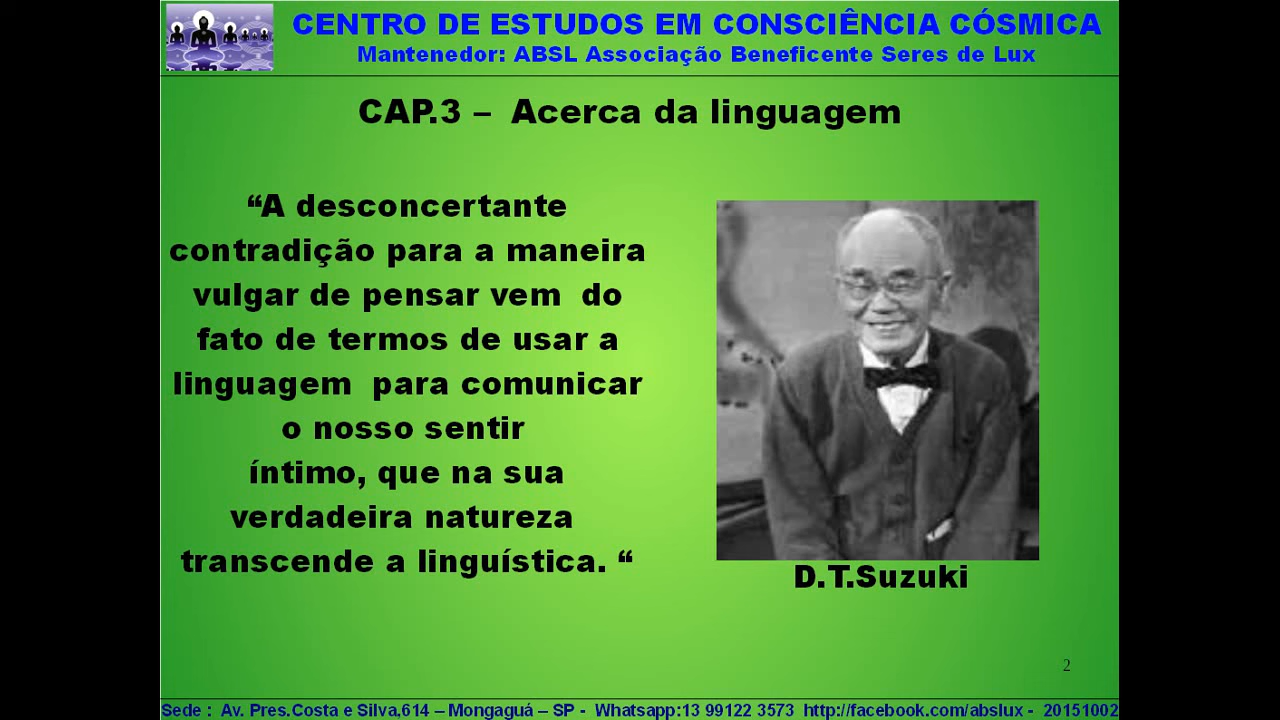 CENTRO DE ESTUDOS EM CONSCIÊNCIA CÓSMICA
Mantenedor: ABSL Associação Beneficente Seres de Lux
CAP.3 – Acerca da linguagem
“A desconcertante
contradição para a maneira
vulgar de pensar vem do
fato de termos de usar a
linguagem para comunicar
o nosso sentir
íntimo, que na sua
verdadeira natureza
transcende a linguística. “
D.T.Suzuki
2
Sede : Av. Pres.Costa e Silva,614 – Mongaguá – SP - Whatsapp:13 99122 3573 http://facebook.com/abslux - 20151002